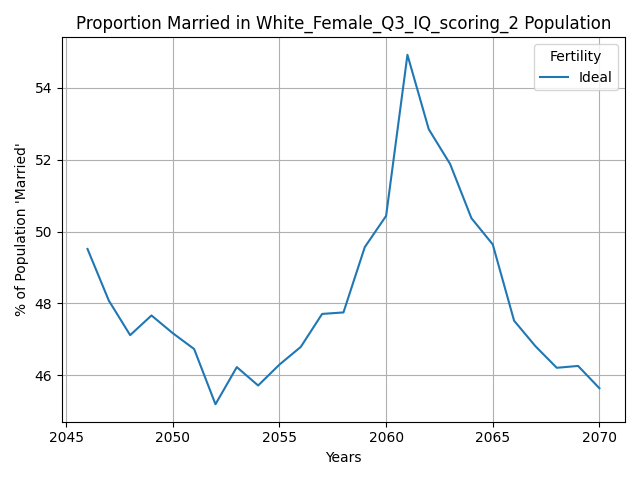 Proportion Married in White_Female_Q3_IQ_scoring_2 Population
Fertility
Ideal
% of Population 'Married'
54
52
50
48
46
2045 2050 2055 2060 2065 2070
Years